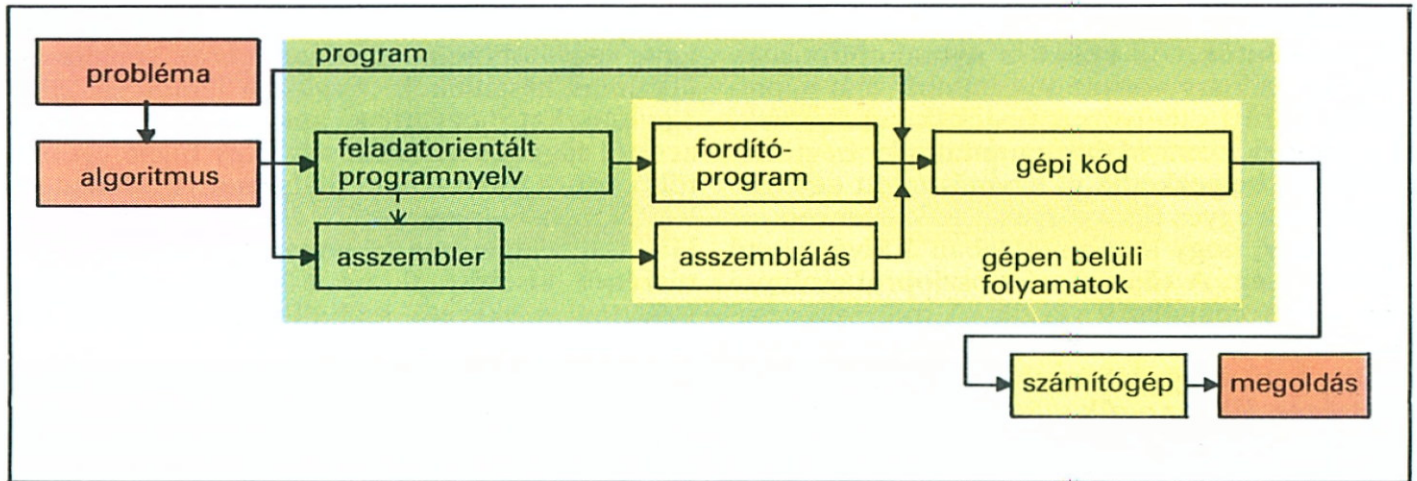 program
probléma
algoritmus
feladatorientált
programnyelv
fordító-
program
gépi kód
asszembler
asszemblálás
gépen belüli
folyamatok
számítógép
megoldás